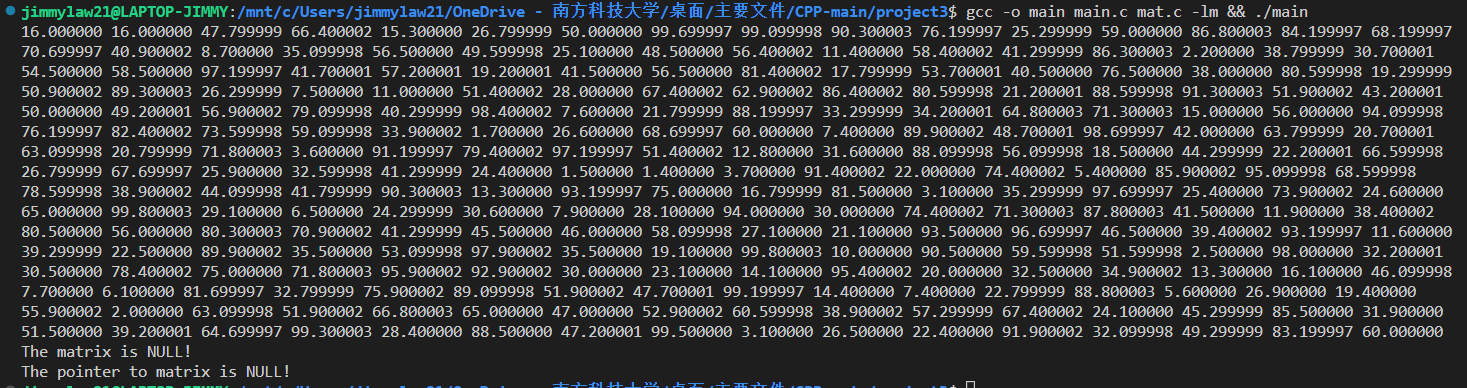 jimmylaw21@LAPTOP-JIMMY:/mnt/c/Users/jimmylaw21/OneDrive - 南方科技大学/桌面/主要文件/CPP-main/project3$ gcc -o main main.c mat.c -lm && ./main
16.000000 16.000000 47.799999 66.400002 15.300000 26.799999 50.000000 99.699997 99.099998 90.300003 76.199997 25.299999 59.000000 86.800003 84.199997 68.199997
70.699997 40.900002 8.700000 35.099998 56.500000 49.599998 25.100000 48.500000 56.400002 11.400000 58.400002 41.299999 86.300003 2.200000 38.799999 30.700001
54.500000 58.500000 97.199997 41.700001 57.200001 19.200001 41.500000 56.500000 81.400002 17.799999 53.700001 40.500000 76.500000 38.000000 80.599998 19.299999
50.900002 89.300003 26.299999 7.500000 11.000000 51.400002 28.000000 67.400002 62.900002 86.400002 80.599998 21.200001 88.599998 91.300003 51.900002 43.200001
50.000000 49.200001 56.900002 79.099998 40.299999 98.400002 7.600000 21.799999 88.199997 33.299999 34.200001 64.800003 71.300003 15.000000 56.000000 94.099998
76.199997 82.400002 73.599998 59.099998 33.900002 1.700000 26.600000 68.699997 60.000000 7.400000 89.900002 48.700001 98.699997 42.000000 63.799999 20.700001
63.099998 20.799999 71.800003 3.600000 91.199997 79.400002 97.199997 51.400002 12.800000 31.600000 88.099998 56.099998 18.500000 44.299999 22.200001 66.599998
26.799999 67.699997 25.900000 32.599998 41.299999 24.400000 1.500000 1.400000 3.700000 91.400002 22.000000 74.400002 5.400000 85.900002 95.099998 68.599998
78.599998 38.900002 44.099998 41.799999 90.300003 13.300000 93.199997 75.000000 16.799999 81.500000 3.100000 35.299999 97.699997 25.400000 73.900002 24.600000
65.000000 99.800003 29.100000 6.500000 24.299999 30.600000 7.900000 28.100000 94.000000 30.000000 74.400002 71.300003 87.800003 41.500000 11.900000 38.400002
80.500000 56.000000 80.300003 70.900002 41.299999 45.500000 46.000000 58.099998 27.100000 21.100000 93.500000 96.699997 46.500000 39.400002 93.199997 11.600000
39.299999 22.500000 89.900002 35.500000 53.099998 97.900002 35.500000 19.100000 99.800003 10.000000 90.500000 59.599998 51.599998 2.500000 98.000000 32.200001
30.500000 78.400002 75.000000 71.800003 95.900002 92.900002 30.000000 23.100000 14.100000 95.400002 20.000000 32.500000 34.900002 13.300000 16.100000 46.099998
7.700000 6.100000 81.699997 32.799999 75.900002 89.099998 51.900002 47.700001 99.199997 14.400000 7.400000 22.799999 88.800003 5.600000 26.900000 19.400000
55.900002 2.000000 63.099998 51.900002 66.800003 65.000000 47.000000 52.900002 60.599998 38.900002 57.299999 67.400002 24.100000 45.299999 85.500000 31.900000
51.500000 39.200001 64.699997 99.300003 28.400000 88.500000 47.200001 99.500000 3.100000 26.500000 22.400000 91.900002 32.099998 49.299999 83.199997 60.000000
The matrix is NULL!
The pointer to matrix is NULL!
jimmylaw21@LAPTOP-JIMMY:/mnt/c/Users/jimmylaw21/OneDrive - 南方科技大学/桌面/主要文件/CPP-main/project3$